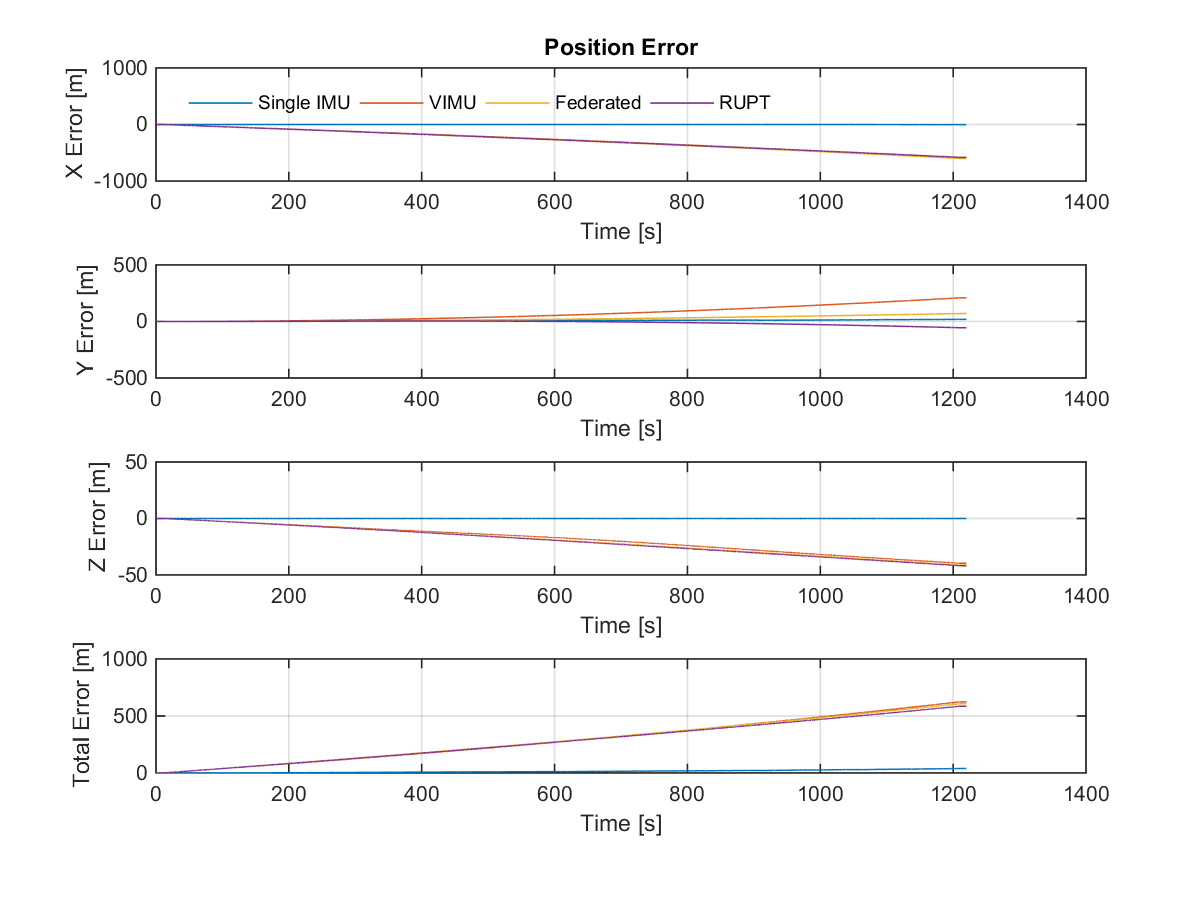 Position Error
1000
0
-1000
X Error [m]
Single IMU VIMU Federated RUPT
0 200 400 600 800 1000 1200 1400
Time [s]
500
0
-500
Y Error [m]
0 200 400 600 800 1000 1200 1400
Time [s]
50
0
-50
Z Error [m]
0 200 400 600 800 1000 1200 1400
Time [s]
1000
500
0
Total Error [m]
0 200 400 600 800 1000 1200 1400
Time [s]